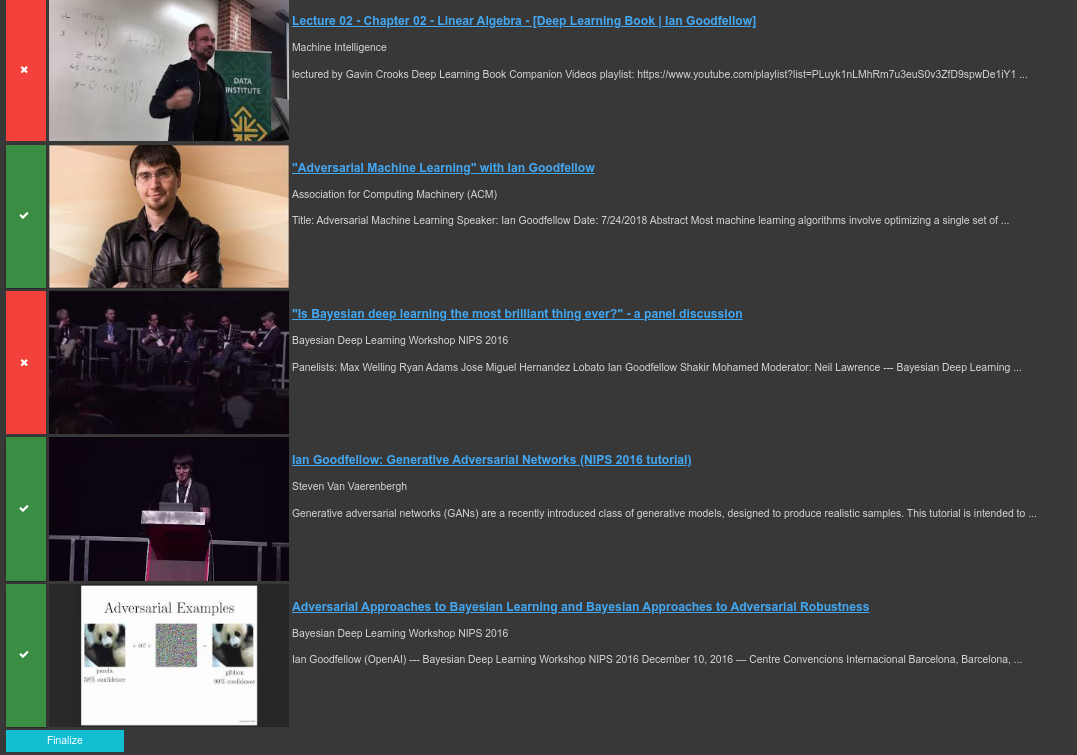 Lecture 02 - Chapter 02 - Linear Algebra - [Deep Learning Book | Ian Goodfellow]
Machine Intelligence
lectured by Gavin Crooks Deep Learning Book Companion Videos playlist: https://www.youtube.com/playlist?list=PLuyk1nLMhRm7u3euS0v3ZfD9spwDe1iY1 ...
DATA
INSTITUTE
"Adversarial Machine Learning" with Ian Goodfellow
Association for Computing Machinery (ACM)
Title: Adversarial Machine Learning Speaker: Ian Goodfellow Date: 7/24/2018 Abstract Most machine learning algorithms involve optimizing a single set of ...
"Is Bayesian deep learning the most brilliant thing ever?" - a panel discussion
Bayesian Deep Learning Workshop NIPS 2016
Panelists: Max Welling Ryan Adams Jose Miguel Hernandez Lobato Ian Goodfellow Shakir Mohamed Moderator: Neil Lawrence --- Bayesian Deep Learning ...
Ian Goodfellow: Generative Adversarial Networks (NIPS 2016 tutorial)
Steven Van Vaerenbergh
Generative adversarial networks (GANs) are a recently introduced class of generative models, designed to produce realistic samples. This tutorial is intended to ...
Adversarial Examples
panda
58% confidence
gibbon
99% confidence
Adversarial Approaches to Bayesian Learning and Bayesian Approaches to Adversarial Robustness
Bayesian Deep Learning Workshop NIPS 2016
Ian Goodfellow (OpenAI) --- Bayesian Deep Learning Workshop NIPS 2016 December 10, 2016 — Centre Convencions Internacional Barcelona, Barcelona, ...
Finalize